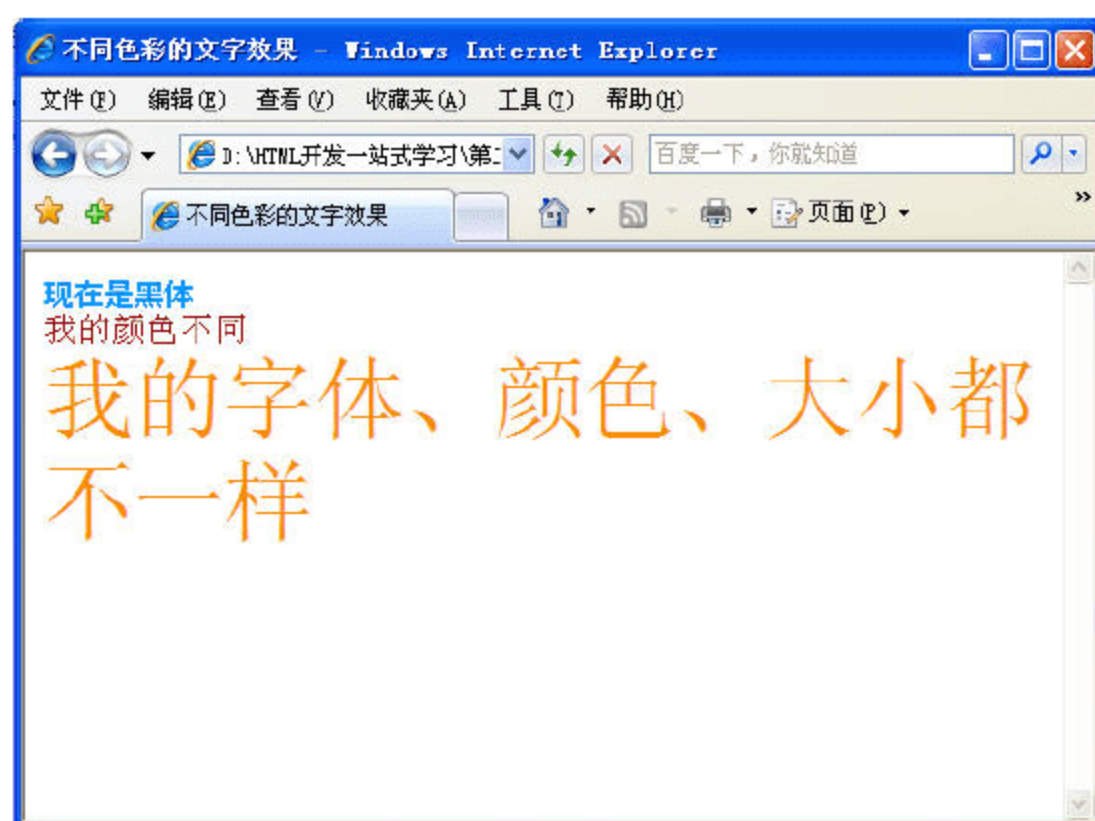 不同色彩的文字效果 - Windows Internet Explorer
文件(F) 编辑(E) 查看(V) 收藏夹(A) 工具(T) 帮助(H)
D:\HTML开发一站式学习\第 百度一下，你就知道
不同色彩的文字效果 页面(P) »
现在是黑体
我的颜色不同
我的字体、颜色、大小都
不一样